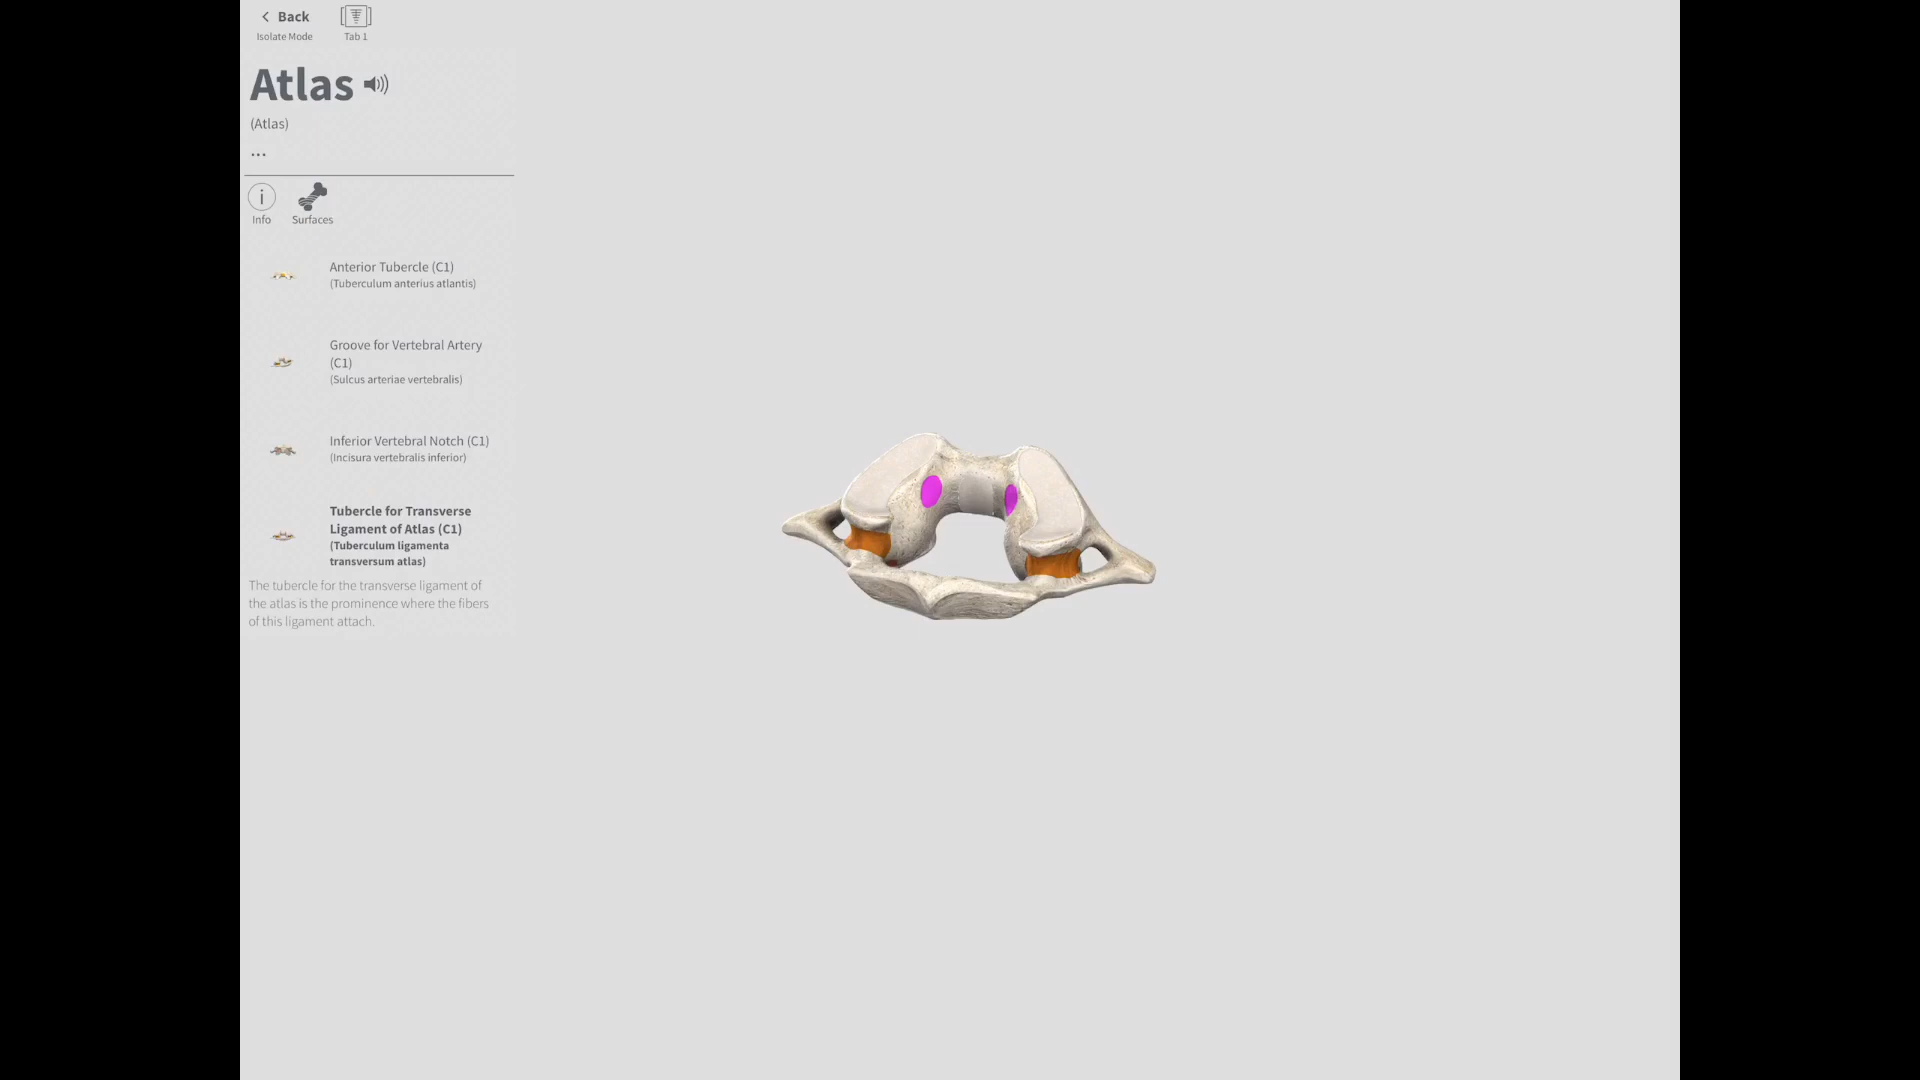 Back
Isolate Mode
Tab 1
Atlas
(Atlas)
...
Info
Surfaces
Anterior Tubercle (C1)
(Tuberculum anterius atlantis)
Groove for Vertebral Artery
(C1)
(Sulcus arteriae vertebralis)
Inferior Vertebral Notch (C1)
(Incisura vertebralis inferior)
Tubercle for Transverse
Ligament of Atlas (C1)
(Tuberculum ligamenta
transversum atlas)
The tubercle for the transverse ligament of
the atlas is the prominence where the fibers
of this ligament attach.